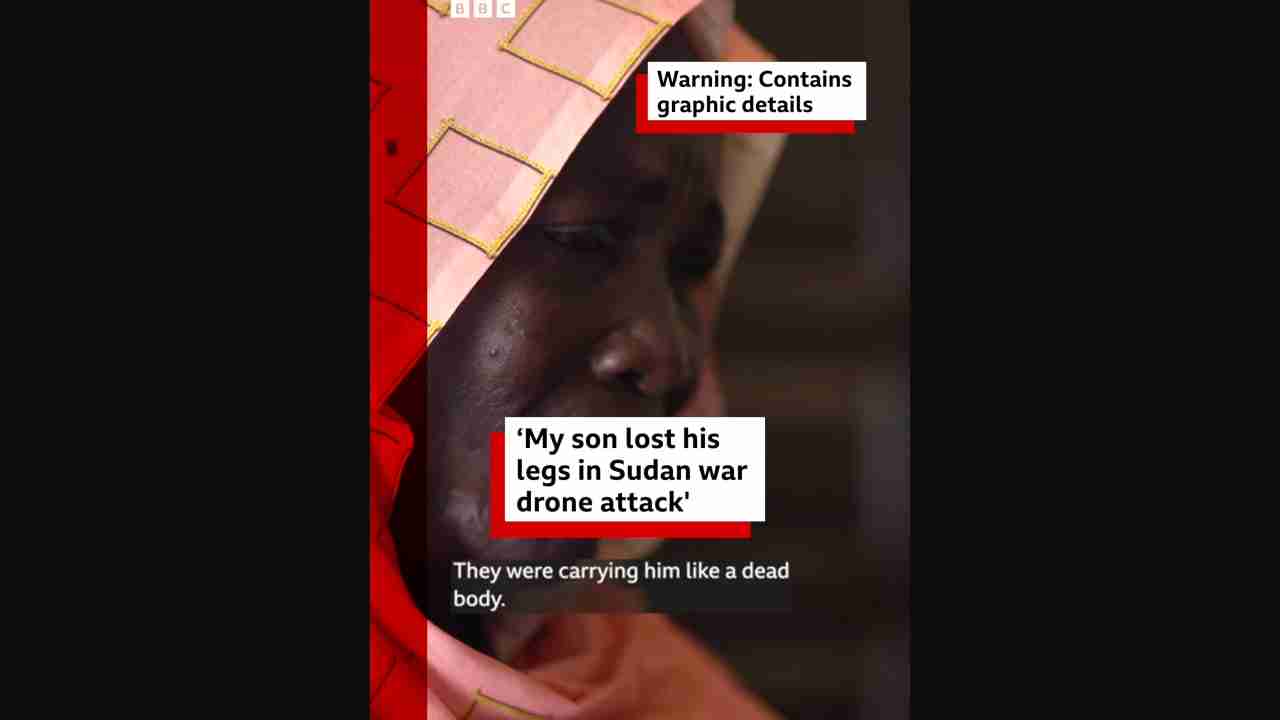 BBC
Warning: Contains
graphic details
‘My son lost his
legs in Sudan war
drone attack'
They were carrying him like a dead
body.